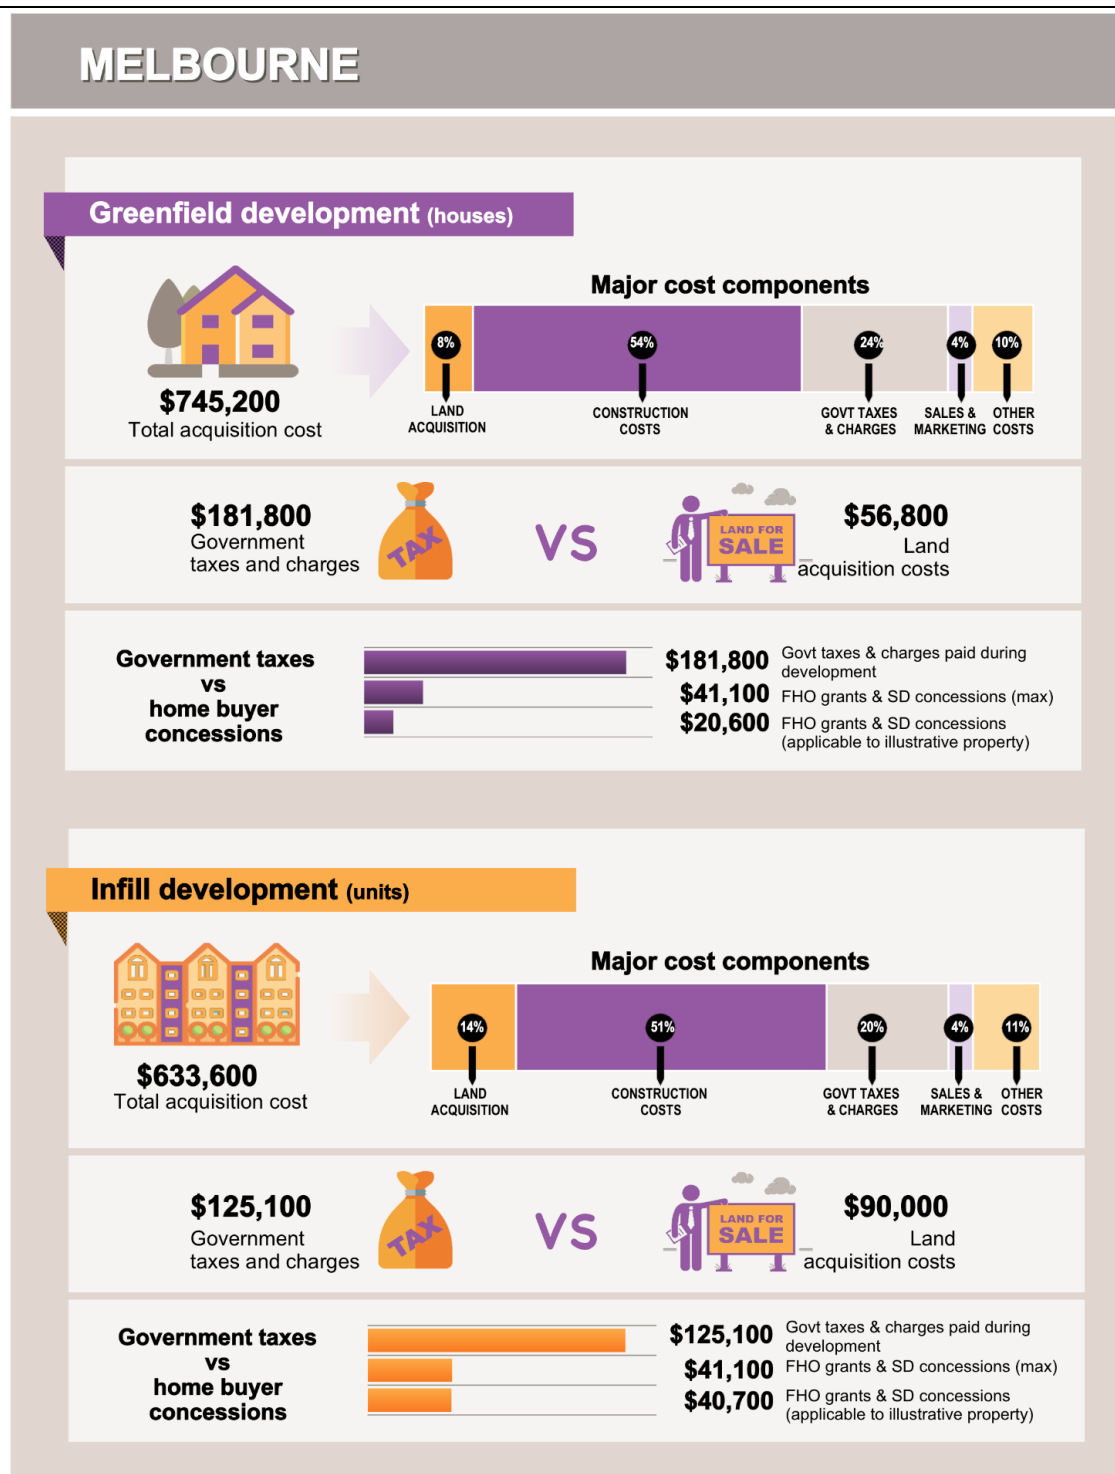 MELBOURNE
Greenfield development (houses)
Major cost components
8%
54%
24%
4%
10%
LAND
ACQUISITION
CONSTRUCTION
COSTS
GOVT TAXES
& CHARGES
SALES &
MARKETING
OTHER
COSTS
$745,200
Total acquisition cost
$181,800
Government
taxes and charges
TAX
VS
LAND FOR
SALE
$56,800
Land
acquisition costs
Government taxes
vs
home buyer
concessions
$181,800
Govt taxes & charges paid during
development
$41,100
FHO grants & SD concessions (max)
$20,600
FHO grants & SD concessions
(applicable to illustrative property)
Infill development (units)
Major cost components
14%
51%
20%
4%
11%
LAND
ACQUISITION
CONSTRUCTION
COSTS
GOVT TAXES
& CHARGES
SALES &
MARKETING
OTHER
COSTS
$633,600
Total acquisition cost
$125,100
Government
taxes and charges
TAX
VS
LAND FOR
SALE
$90,000
Land
acquisition costs
Government taxes
vs
home buyer
concessions
$125,100
Govt taxes & charges paid during
development
$41,100
FHO grants & SD concessions (max)
$40,700
FHO grants & SD concessions
(applicable to illustrative property)